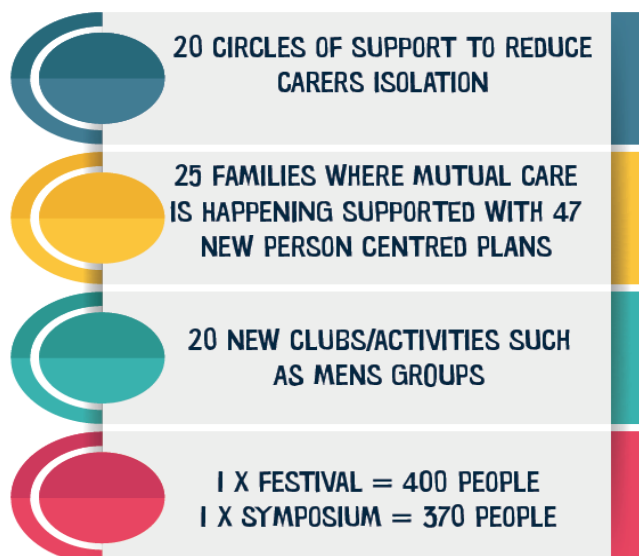 20 CIRCLES OF SUPPORT TO REDUCE
CARERS ISOLATION
25 FAMILIES WHERE MUTUAL CARE
IS HAPPENING SUPPORTED WITH 47
NEW PERSON CENTRED PLANS
20 NEW CLUBS/ACTIVITIES SUCH
AS MENS GROUPS
1 X FESTIVAL = 400 PEOPLE
1 X SYMPOSIUM = 370 PEOPLE